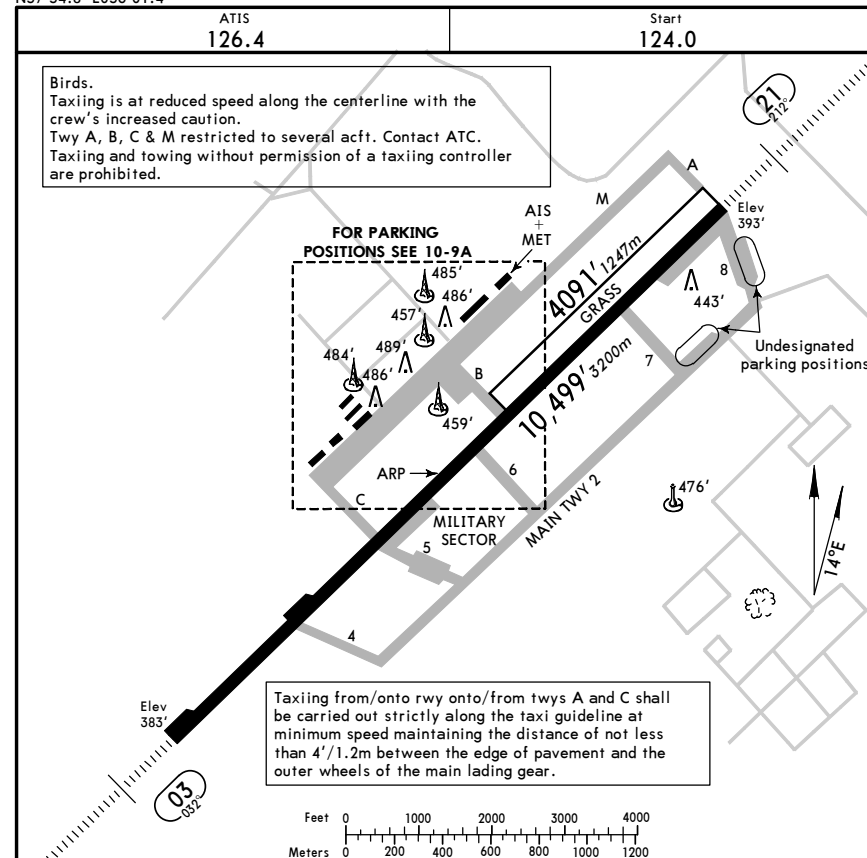 ATIS
126.4
Start
124.0
Birds.
Taxiing is at reduced speed along the centerline with the
crew's increased caution.
Twy A, B, C & M restricted to several acft. Contact ATC.
Taxiing and towing without permission of a taxiing controller
are prohibited.
21
212°
A
M
Elev
393'
AIS
+
MET
FOR PARKING
POSITIONS SEE 10-9A
485'
486'
457'
489'
484'
486'
459'
4091' 1247m
GRASS
8
443'
Undesignated
parking positions
10,499' 3200m
7
B
ARP
6
C
MILITARY
SECTOR
MAIN TWY 2
476'
5
14°E
4
Elev
383'
Taxiing from/onto rwy onto/from twys A and C shall
be carried out strictly along the taxi guideline at
minimum speed maintaining the distance of not less
than 4'/1.2m between the edge of pavement and the
outer wheels of the main lading gear.
03
032°
Feet 0 1000 2000 3000 4000
Meters 0 200 400 600 800 1000 1200